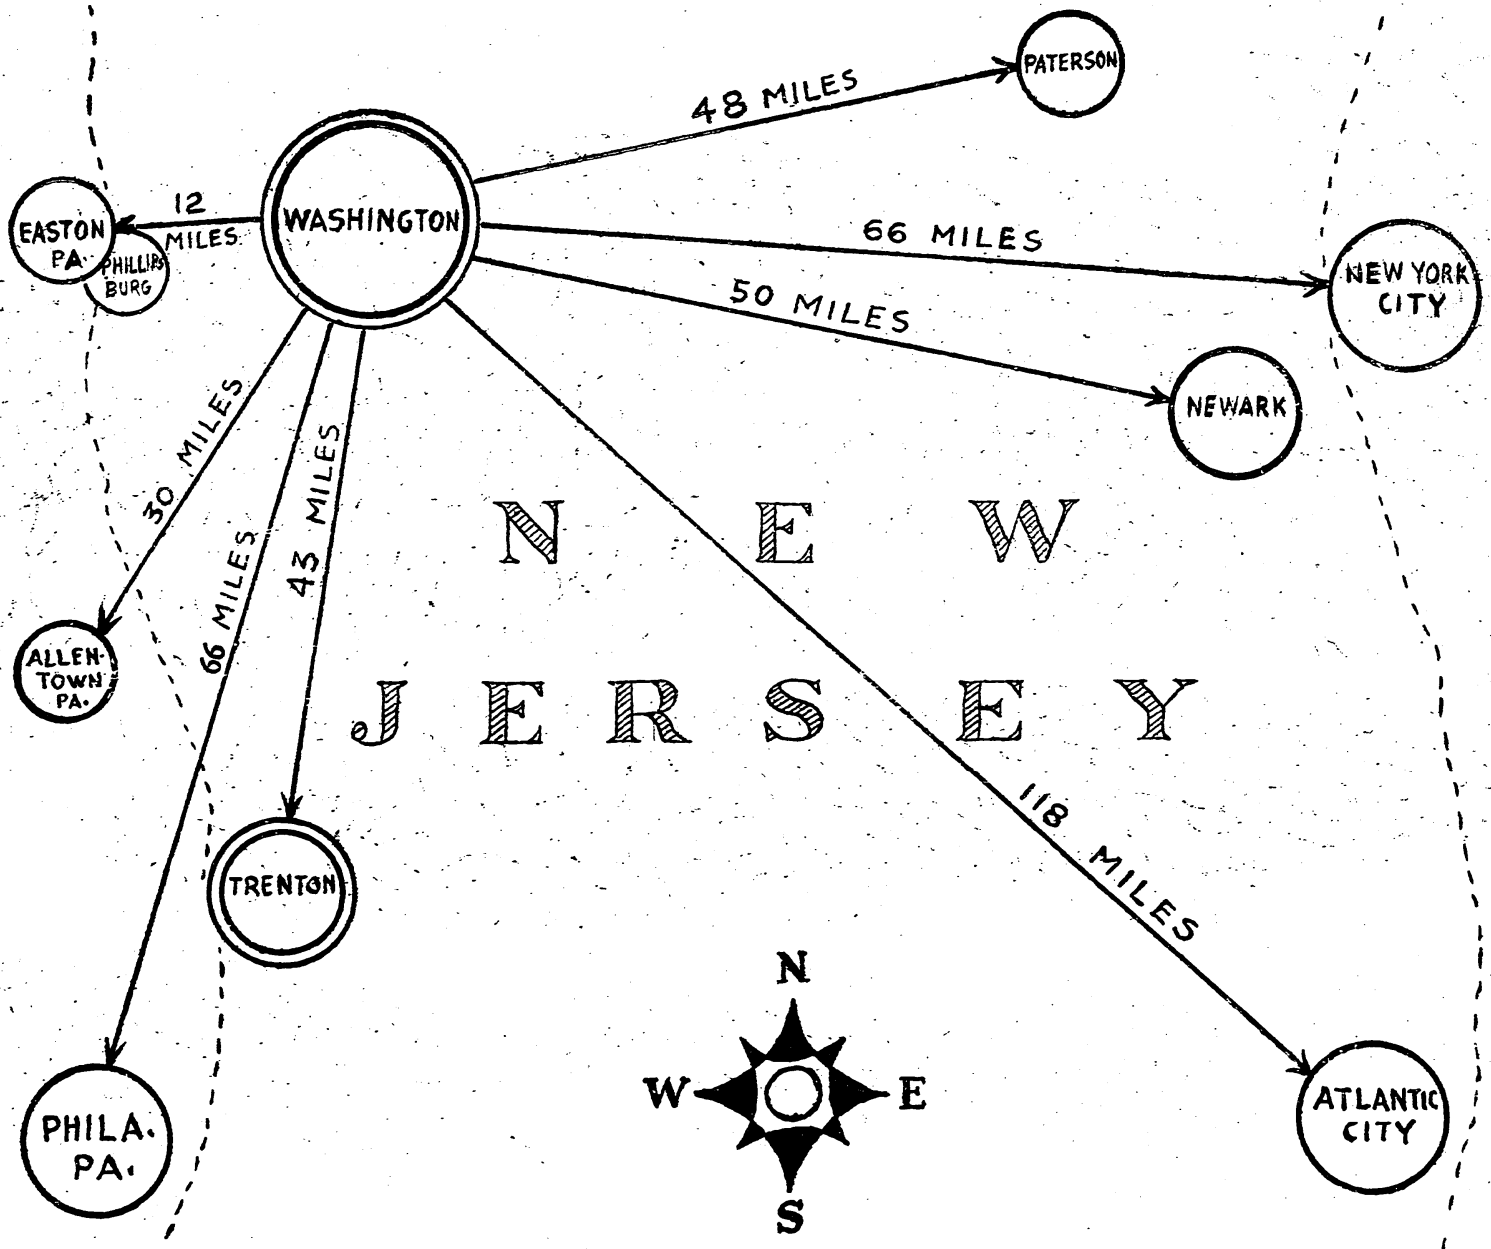 PATERSON
48 MILES
12
MILES
EASTON
PA.
PHILLIPS
BURG
WASHINGTON
66 MILES
NEW YORK
CITY
50 MILES
NEWARK
30 MILES
66 MILES
43 MILES
N E W
ALLEN-
TOWN
PA.
J E R S E Y
118 MILES
TRENTON
N
W E
S
PHILA.
PA.
ATLANTIC
CITY